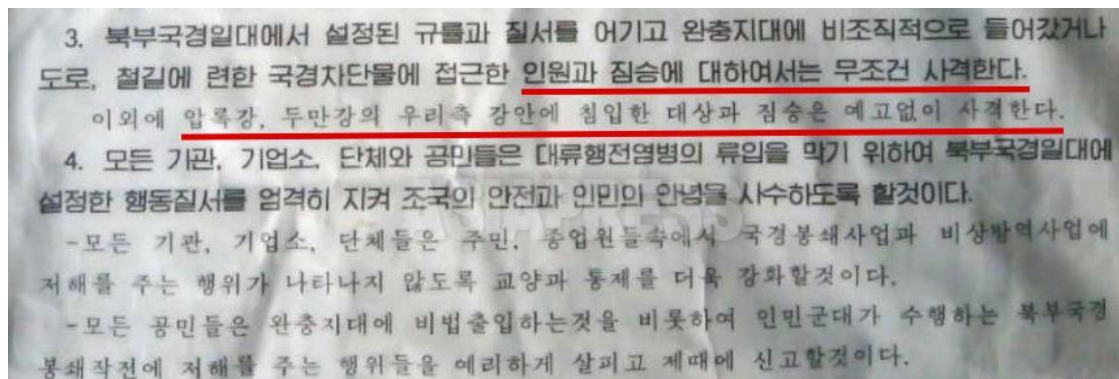 3. 북부국경일대에서 설정된 규률과 질서를 어기고 완충지대에 비조직적으로 들어갔거나
도로, 철길에 련한 국경차단물에 접근한 인원과 짐승에 대하여서는 무조건 사격한다.
이외에 압록강, 두만강의 우리측 강안에 침입한 대상과 짐승은 예고없이 사격한다.
4. 모든 기관, 기업소, 단체와 공민들은 대류행전염병의 류입을 막기 위하여 북부국경일대에
설정한 행동질서를 엄격히 지켜 조국의 안전과 인민의 안녕을 사수하도록 할것이다.
-모든 기관, 기업소, 단체들은 주민, 종업원들속에서 국경봉쇄사업과 비상방역사업에
저해를 주는 행위가 나타나지 않도록 교양과 통제를 더욱 강화할것이다.
-모든 공민들은 완충지대에 비법출입하는것을 비롯하여 인민군대가 수행하는 북부국경
봉쇄작전에 저해를 주는 행위들을 예리하게 살피고 제때에 신고할것이다.
ASIAPRESS